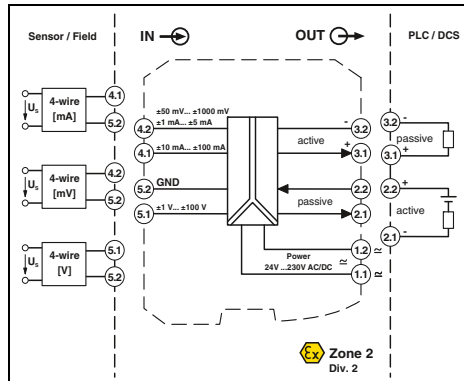 Sensor / Field
IN
OUT
PLC / DCS
4-wire
[mA]
Us
4.1
5.2
4-wire
[mV]
Us
4.2
5.2
4-wire
[V]
Us
5.1
5.2
±50 mV... ±1000 mV
±1 mA... ±5 mA
4.2
±10 mA... ±100 mA
4.1
GND
5.2
±1 V... ±100 V
5.1
active
-
3.2
+
3.1
passive
2.2
2.1
Power
24V ...230V AC/DC
≃
1.2 ≃
1.1 ≃
3.2 -
passive
3.1 +
2.2 +
active
2.1 -
Ex Zone 2
Div. 2